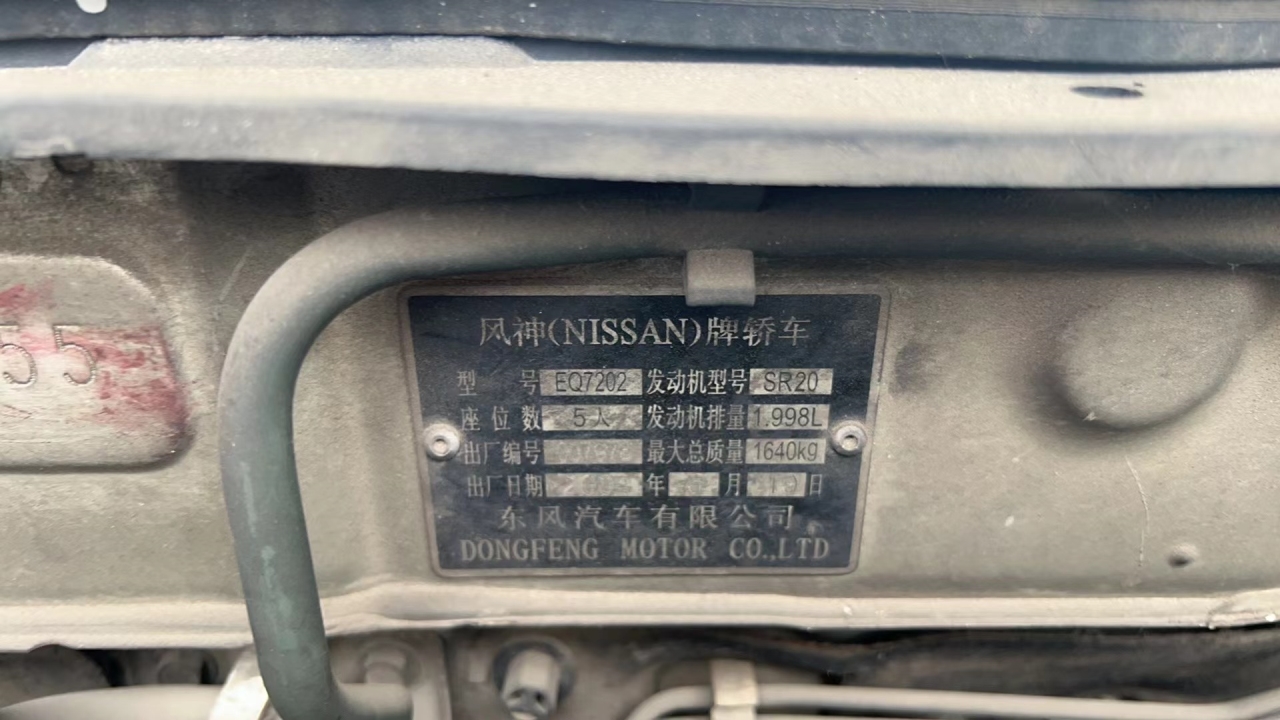 55
风神(NISSAN)牌轿车
型 号 EQ7202 发动机型号 SR20
座位数 5人 发动机排量 1.998L
出厂编号 最大总质量 1640kg
出厂日期 年 月 日
东风汽车有限公司
DONGFENG MOTOR CO.,LTD